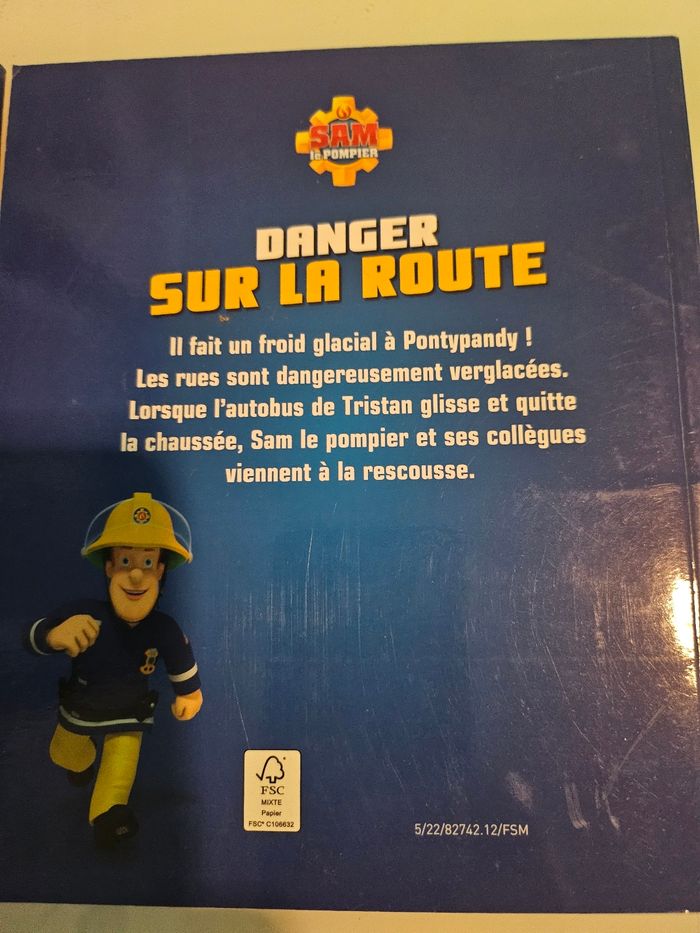 SAM
le POMPIER
DANGER
SUR LA ROUTE
Il fait un froid glacial à Pontypandy !
Les rues sont dangereusement verglacées.
Lorsque l'autobus de Tristan glisse et quitte
la chaussée, Sam le pompier et ses collègues
viennent à la rescousse.
FSC
MIXTE
Papier
FSC® C106632
5/22/82742.12/FSM